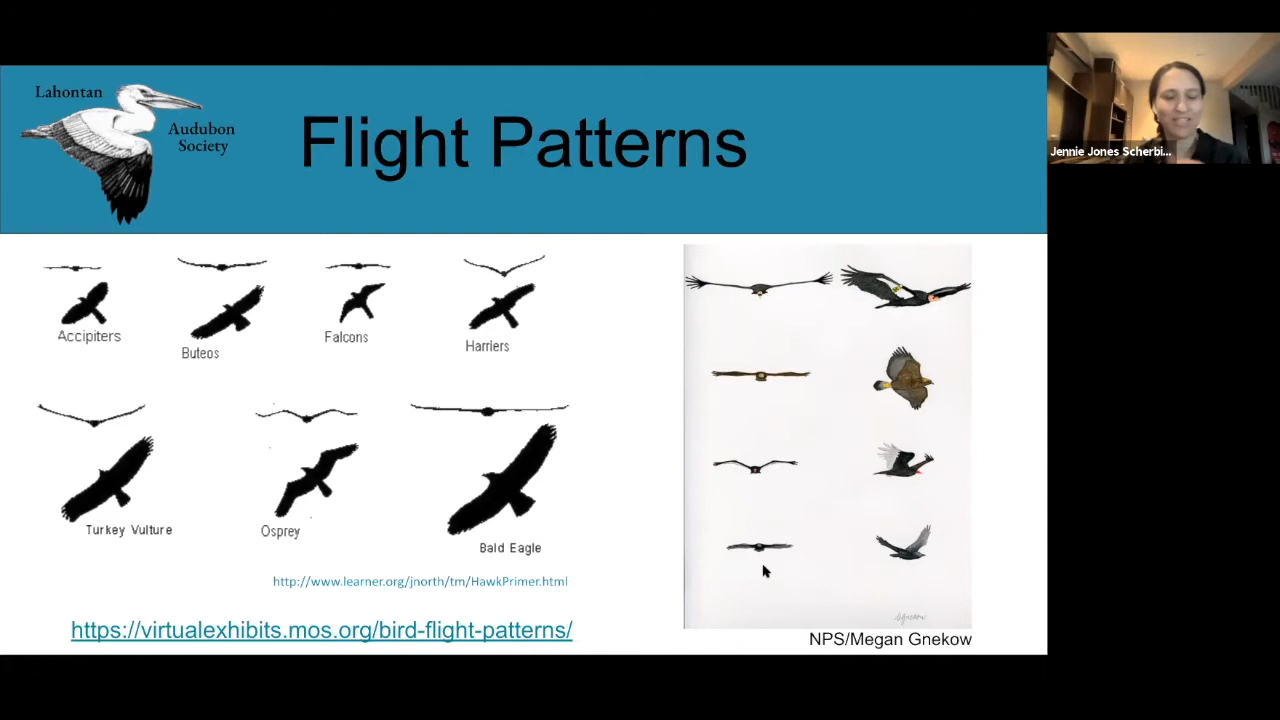 Lahontan
Audubon
Society
Flight Patterns
Jennie Jones Scherbi...
Accipiters
Buteos
Falcons
Harriers
Turkey Vulture
Osprey
Bald Eagle
http://www.learner.org/jnorth/tm/HawkPrimer.html
https://virtualexhibits.mos.org/bird-flight-patterns/
NPS/Megan Gnekow